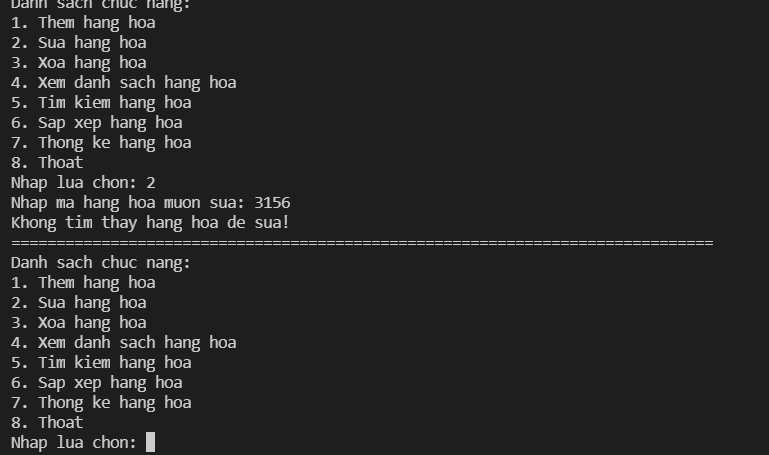 Danh sach chuc nang:
1. Them hang hoa
2. Sua hang hoa
3. Xoa hang hoa
4. Xem danh sach hang hoa
5. Tim kiem hang hoa
6. Sap xep hang hoa
7. Thong ke hang hoa
8. Thoat
Nhap lua chon: 2
Nhap ma hang hoa muon sua: 3156
Khong tim thay hang hoa de sua!
==============================================================================
Danh sach chuc nang:
1. Them hang hoa
2. Sua hang hoa
3. Xoa hang hoa
4. Xem danh sach hang hoa
5. Tim kiem hang hoa
6. Sap xep hang hoa
7. Thong ke hang hoa
8. Thoat
Nhap lua chon: